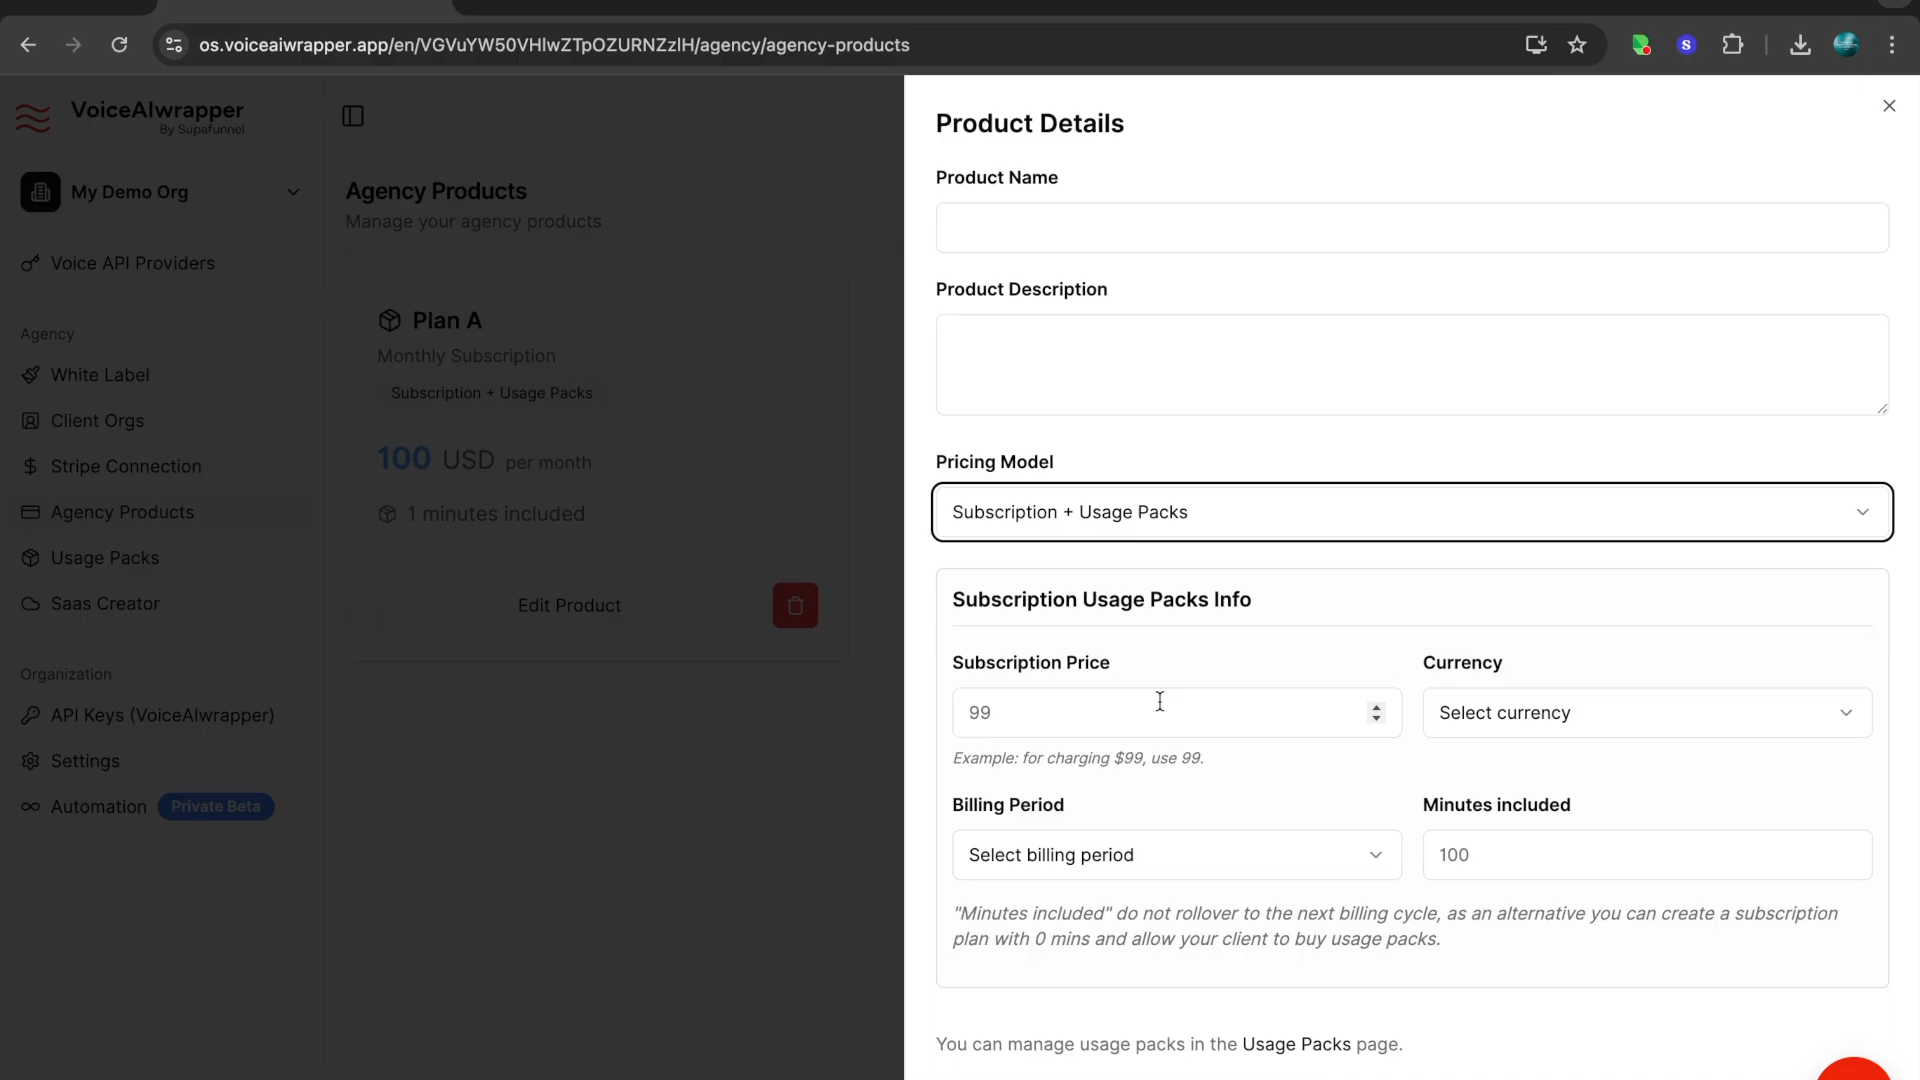 os.voiceaiwrapper.app/en/VGVuYW50VHlwZTpOZURNZzlH/agency/agency-products
S
VoiceAIwrapper
By Supafunnel
My Demo Org
Voice API Providers
Agency
White Label
Client Orgs
Stripe Connection
Agency Products
Usage Packs
Saas Creator
Organization
API Keys (VoiceAIwrapper)
Settings
Automation Private Beta
Agency Products
Manage your agency products
Plan A
Monthly Subscription
Subscription + Usage Packs
100 USD per month
1 minutes included
Edit Product
Product Details
Product Name
Product Description
Pricing Model
Subscription + Usage Packs
Subscription Usage Packs Info
Subscription Price
Currency
99
Select currency
Example: for charging $99, use 99.
Billing Period
Minutes included
Select billing period
100
"Minutes included" do not rollover to the next billing cycle, as an alternative you can create a subscription
plan with 0 mins and allow your client to buy usage packs.
You can manage usage packs in the Usage Packs page.